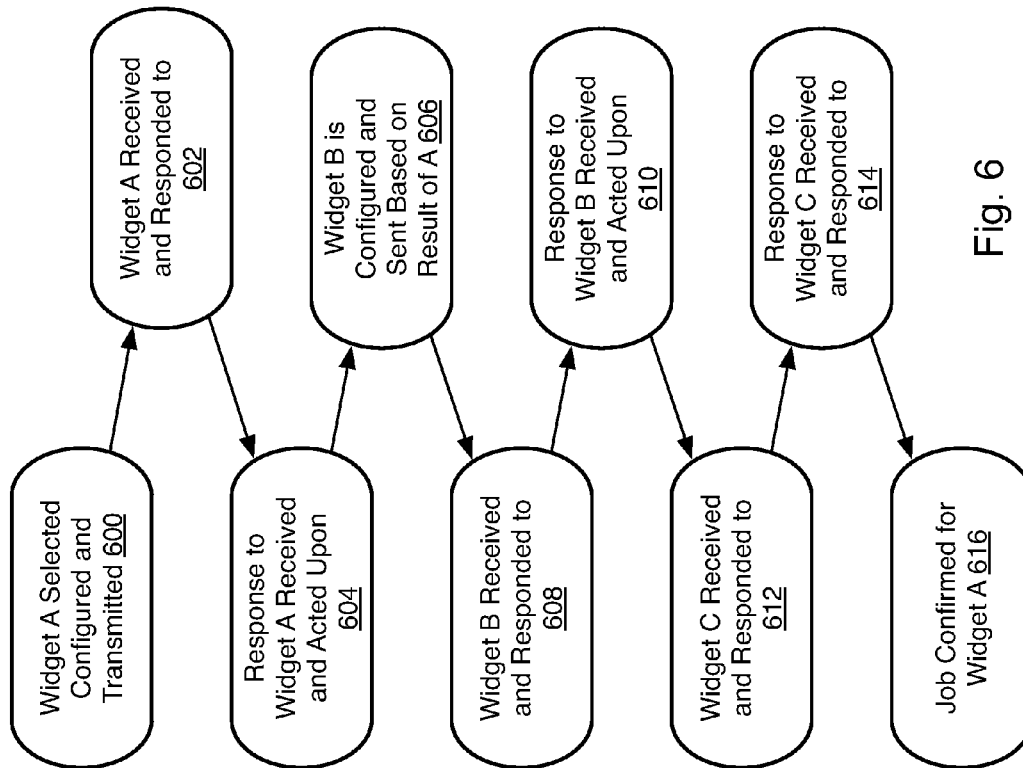 Widget A Selected
Configured and
Transmitted 600
Widget A Received
and Responded to
602
Response to
Widget A Received
and Acted Upon
604
Widget B is
Configured and
Sent Based on
Result of A 606
Widget B Received
and Responded to
608
Response to
Widget B Received
and Acted Upon
610
Widget C Received
and Responded to
612
Response to
Widget C Received
and Responded to
614
Job Confirmed for
Widget A 616
Fig. 6